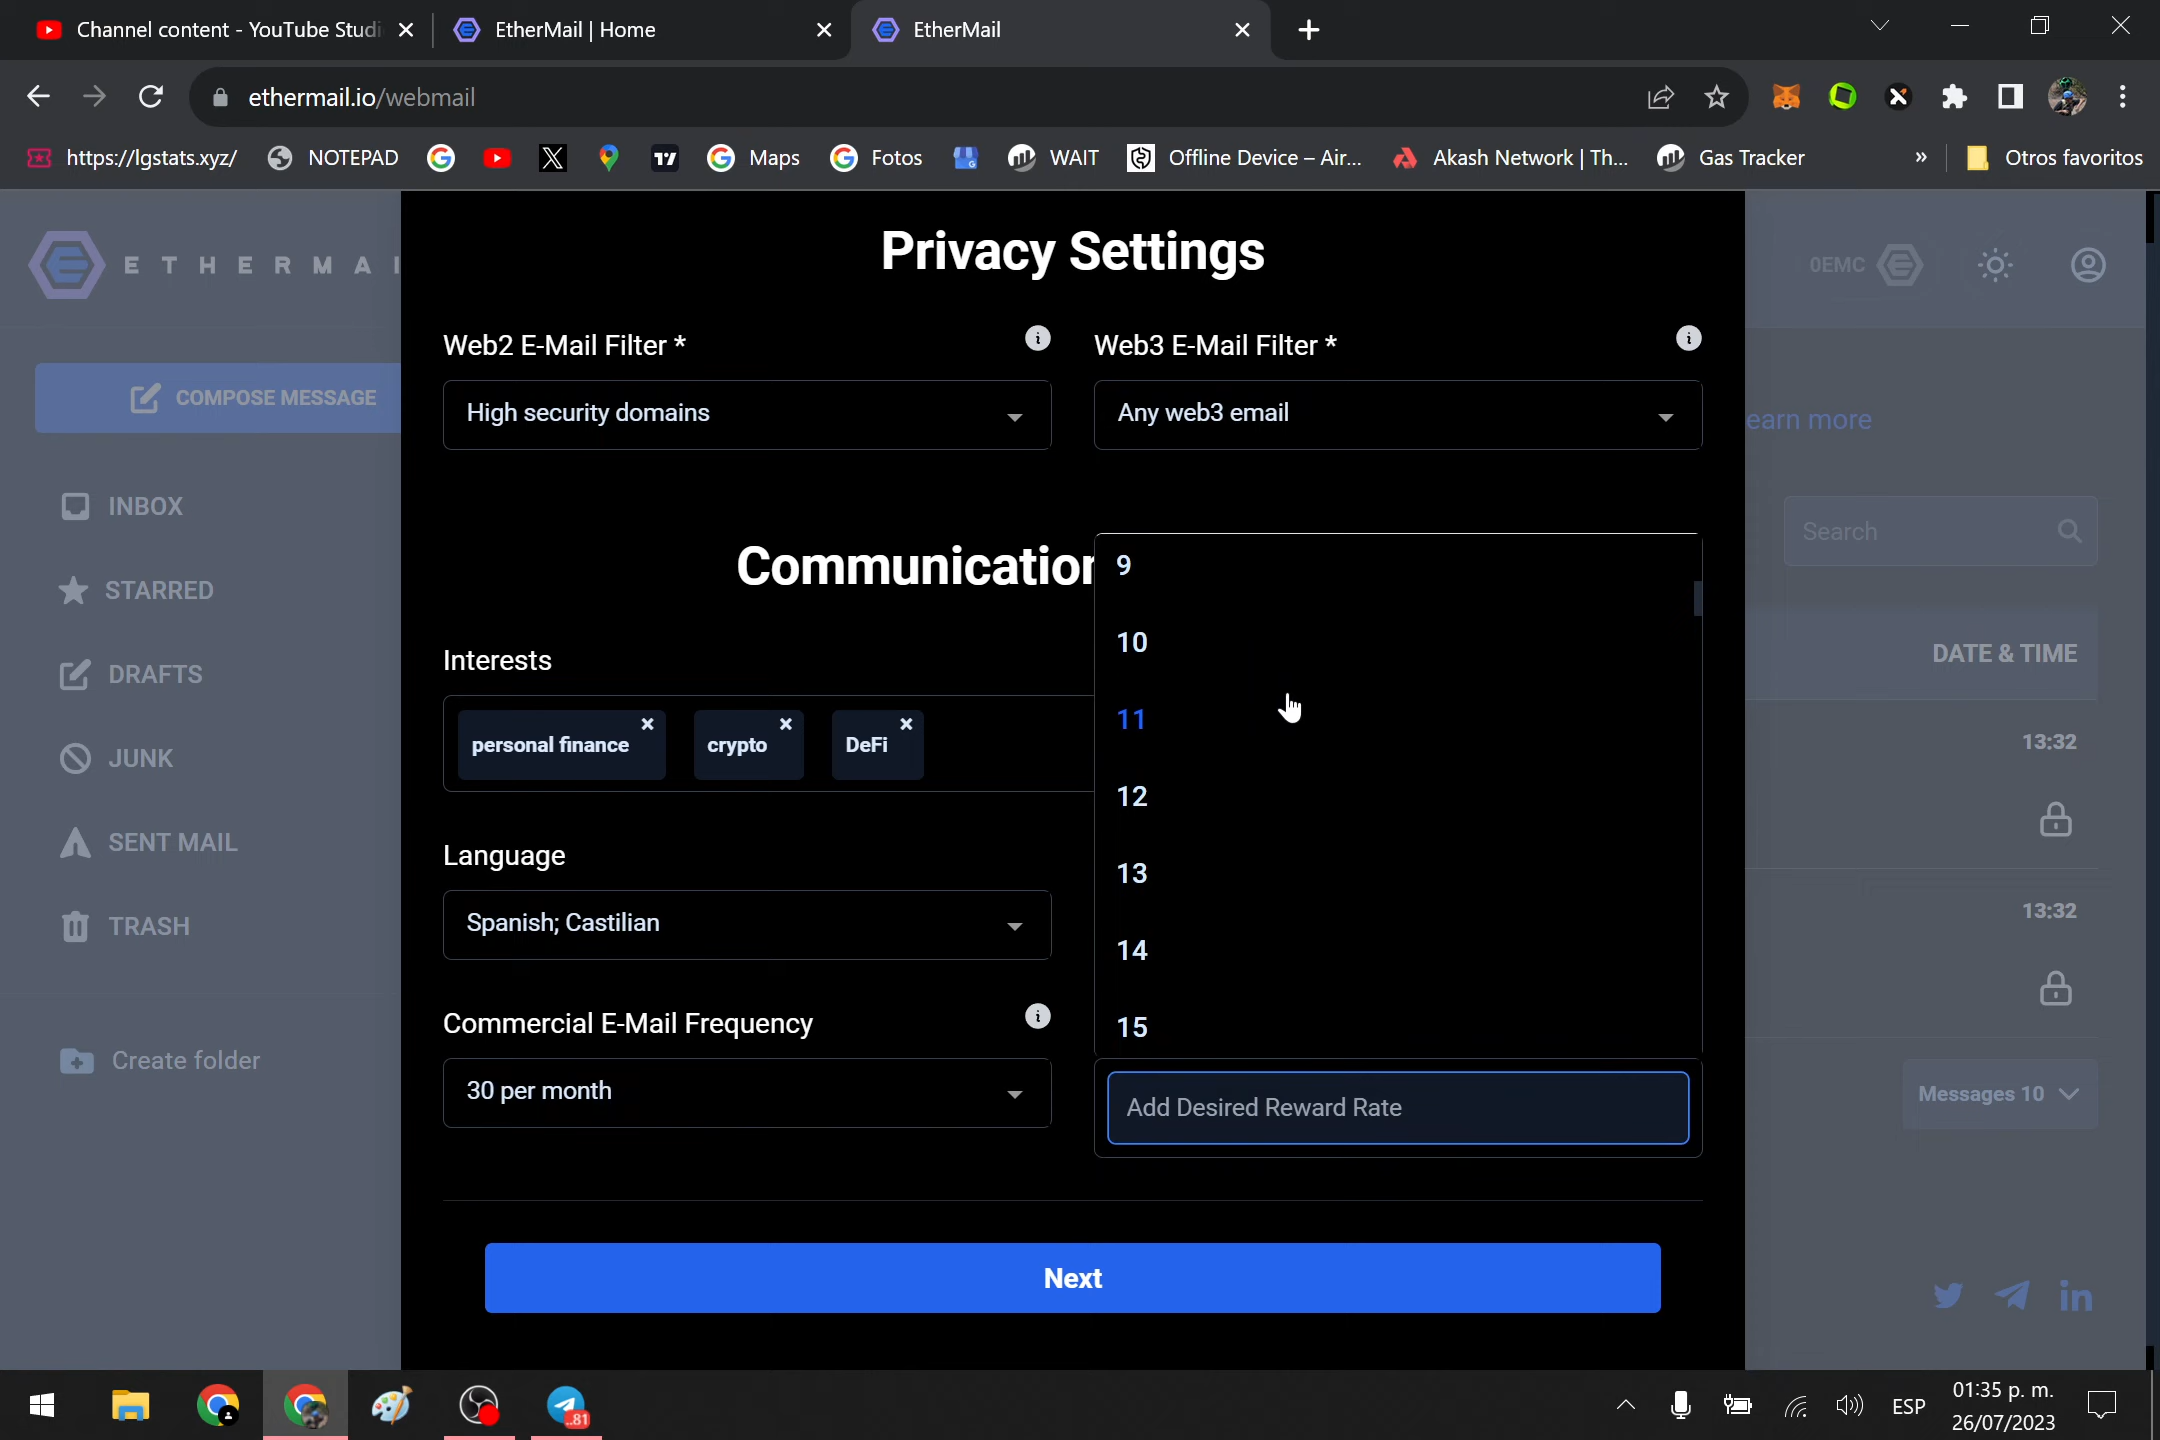 Channel content - YouTube Studi
EtherMail | Home
EtherMail
ethermail.io/webmail
https://lgstats.xyz/
NOTEPAD
Maps
Fotos
WAIT
Offline Device – Air...
Akash Network | Th...
Gas Tracker
»
Otros favoritos
ETHERMAI
0EMC
Privacy Settings
Web2 E-Mail Filter *
Web3 E-Mail Filter *
High security domains
Any web3 email
COMPOSE MESSAGE
earn more
INBOX
Search
STARRED
Communication
9
10
DATE & TIME
DRAFTS
Interests
11
personal finance
crypto
DeFi
13:32
JUNK
12
SENT MAIL
Language
13
Spanish; Castilian
13:32
TRASH
14
Commercial E-Mail Frequency
15
Create folder
30 per month
Add Desired Reward Rate
Messages 10
Next
..81
ESP
01:35 p. m.
26/07/2023